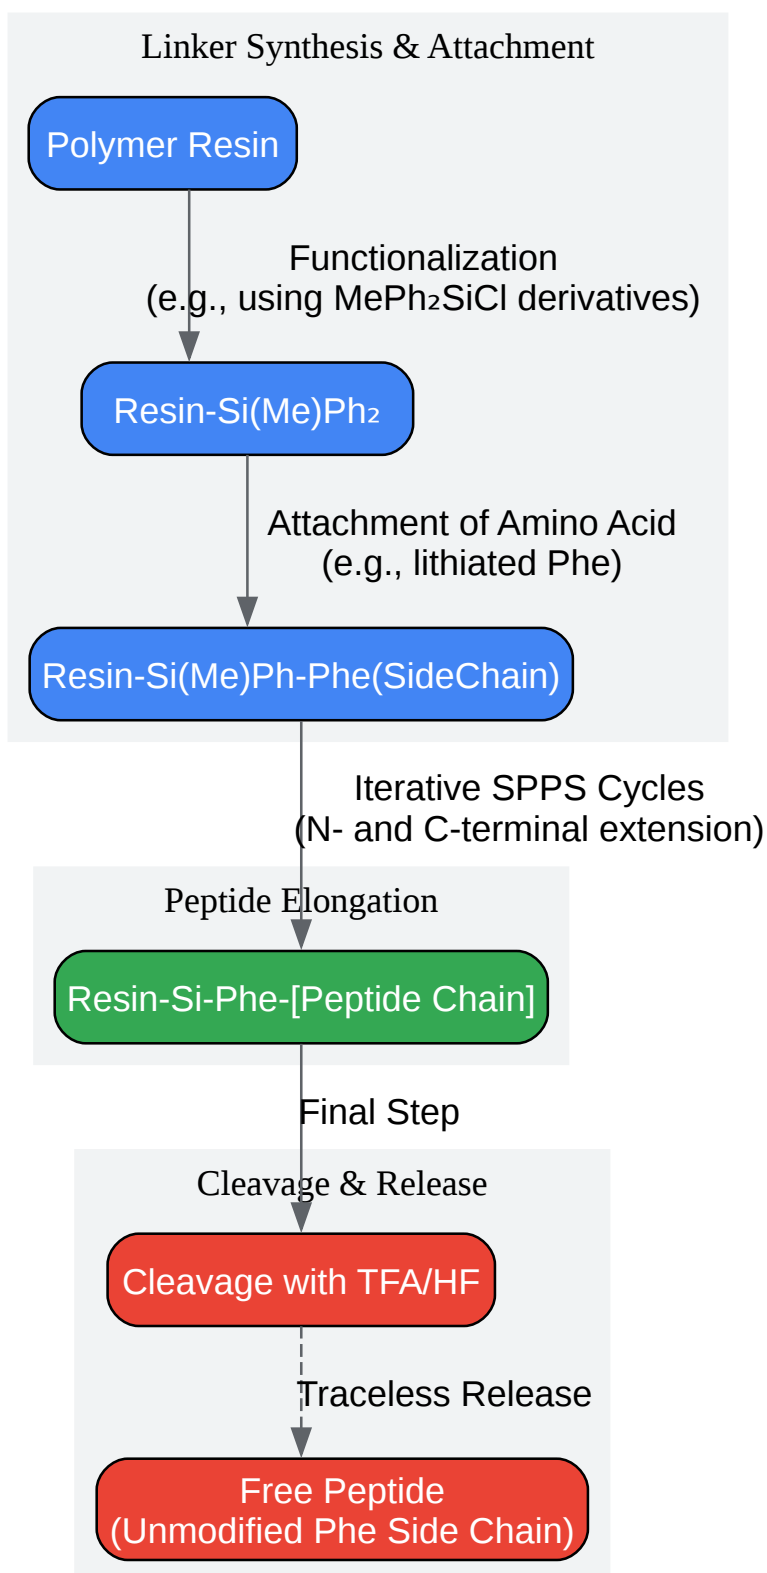 Linker Synthesis & Attachment
Polymer Resin
Functionalization
(e.g., using MePh₂SiCl derivatives)
Resin-Si(Me)Ph₂
Attachment of Amino Acid
(e.g., lithiated Phe)
Resin-Si(Me)Ph-Phe(SideChain)
Iterative SPPS Cycles
(N- and C-terminal extension)
Peptide Elongation
Resin-Si-Phe-[Peptide Chain]
Final Step
Cleavage & Release
Cleavage with TFA/HF
Traceless Release
Free Peptide
(Unmodified Phe Side Chain)